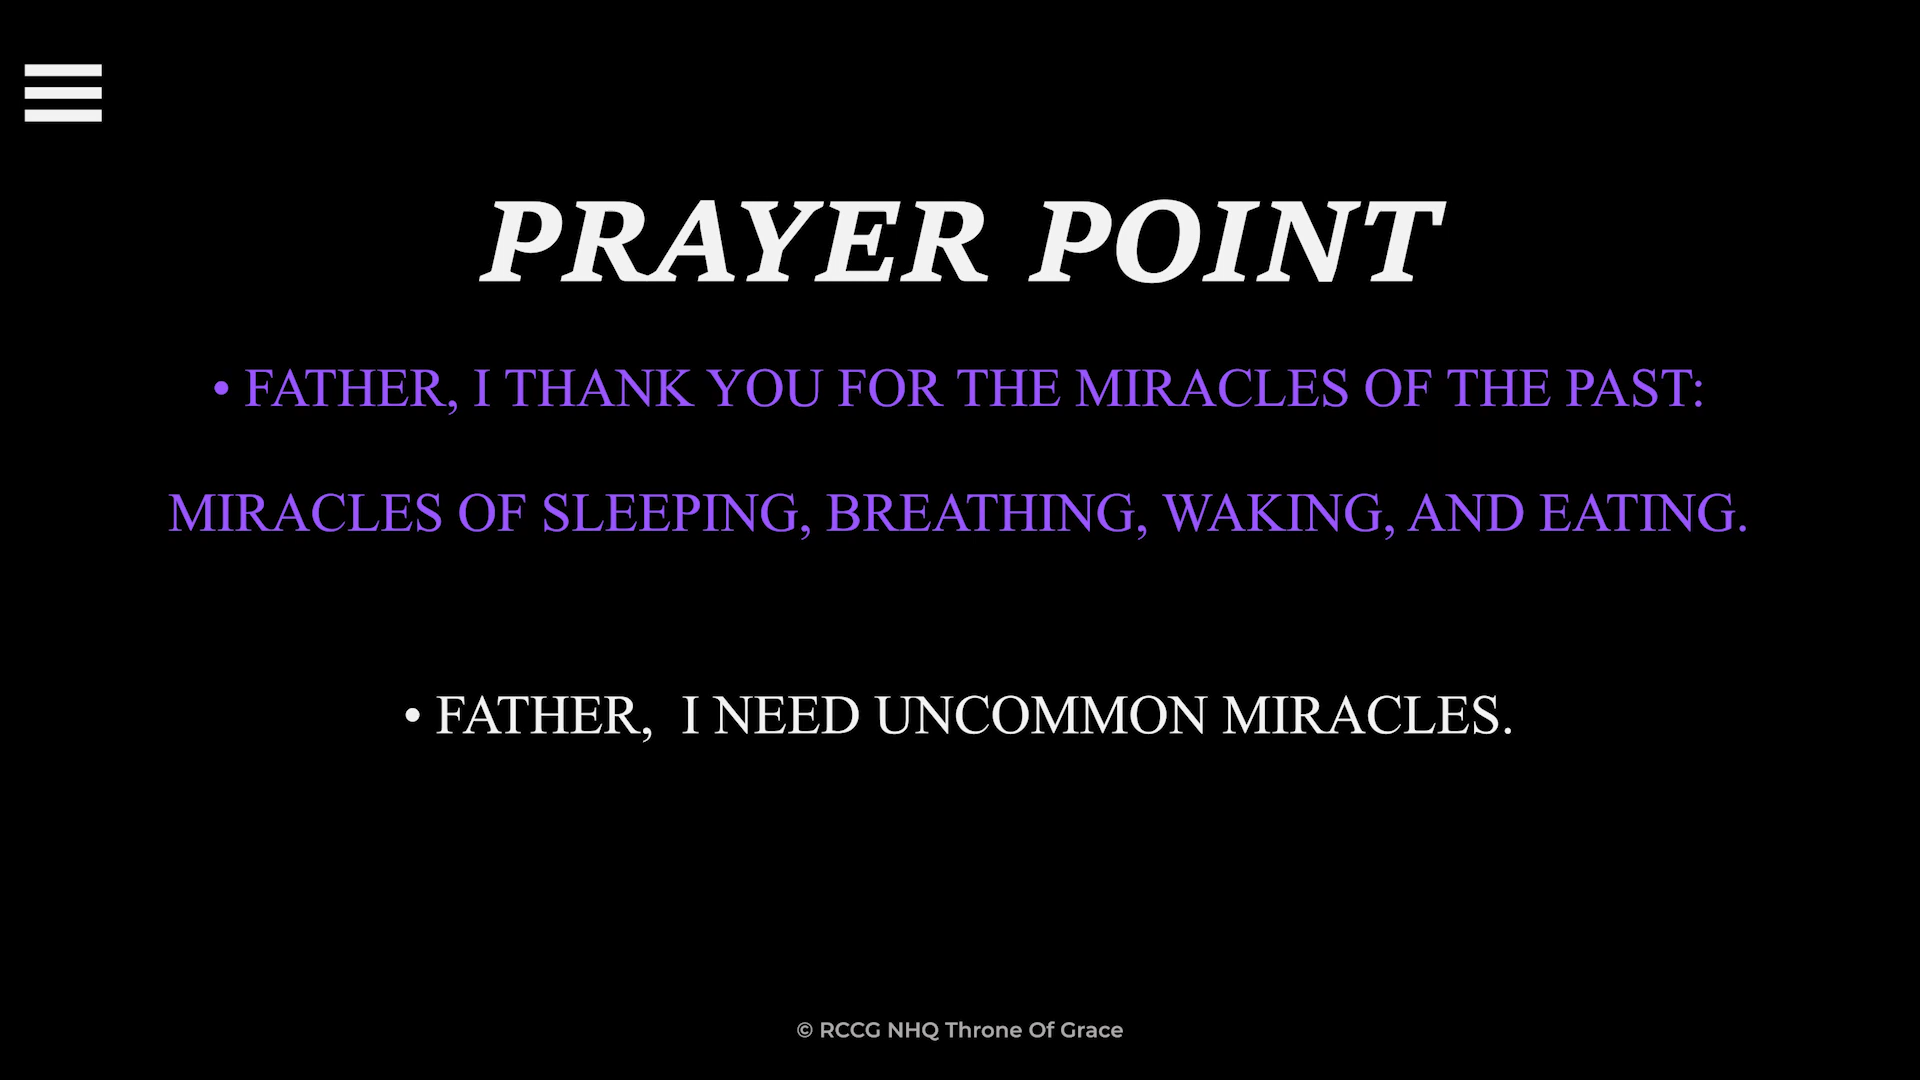 PRAYER POINT
• FATHER, I THANK YOU FOR THE MIRACLES OF THE PAST:
MIRACLES OF SLEEPING, BREATHING, WAKING, AND EATING.
• FATHER,  I NEED UNCOMMON MIRACLES.
© RCCG NHQ Throne Of Grace